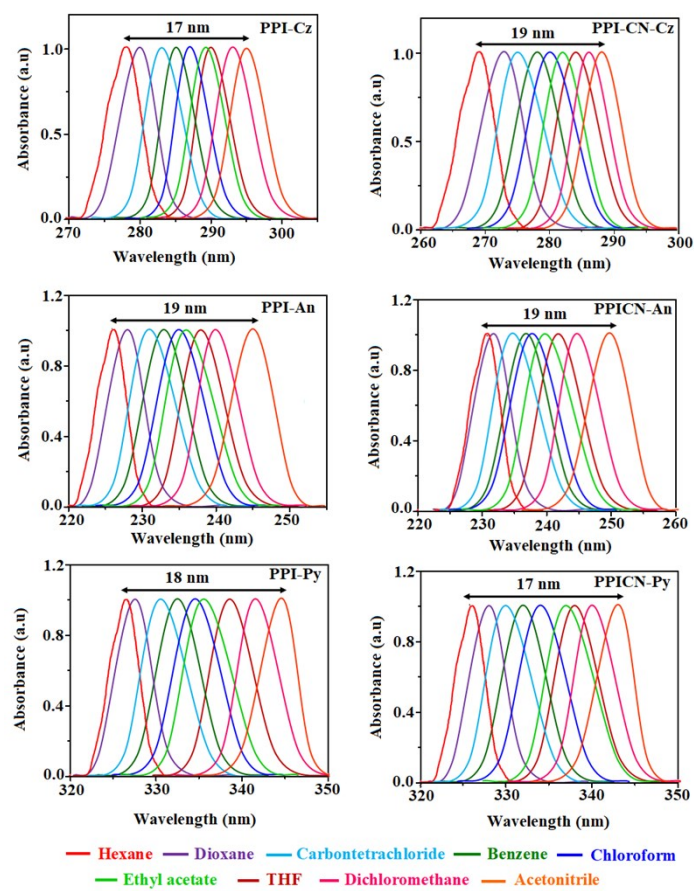 17 nm
PPI-Cz
1.0
0.5
0.0
270
280
290
300
Absorbance (a.u)
Wavelength (nm)
19 nm
PPI-CN-Cz
1.0
0.5
0.0
260
270
280
290
300
Absorbance (a.u)
Wavelength (nm)
19 nm
PPI-An
1.2
0.8
0.4
0.0
220
230
240
250
Absorbance (a.u)
Wavelength (nm)
19 nm
PPICN-An
1.2
0.8
0.4
0.0
220
230
240
250
260
Absorbance (a.u)
Wavelength (nm)
18 nm
PPI-Py
1.2
0.8
0.4
0.0
320
330
340
350
Absorbance (a.u)
Wavelength (nm)
17 nm
PPICN-Py
1.2
0.8
0.4
0.0
320
330
340
350
Absorbance (a.u)
Wavelength (nm)
Hexane Dioxane Carbontetrachloride Benzene Chloroform
Ethyl acetate THF Dichloromethane Acetonitrile